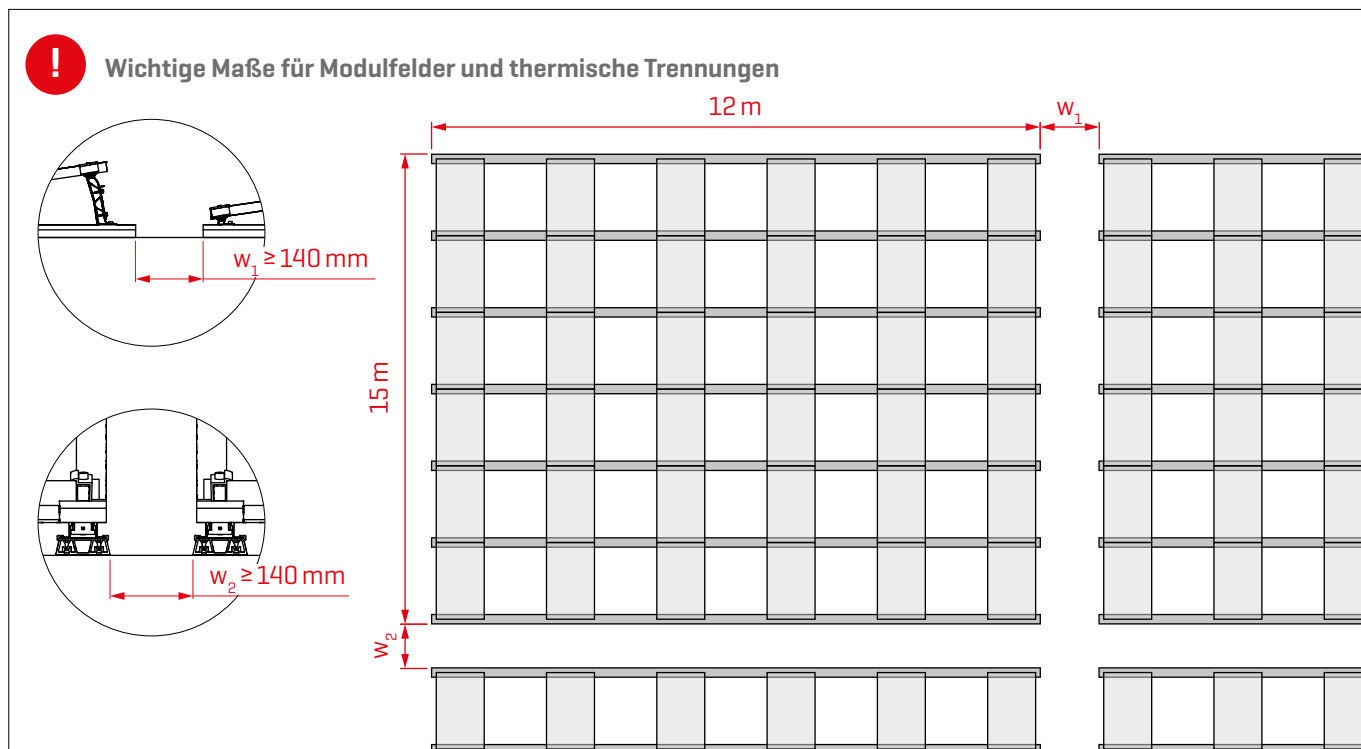 !
Wichtige Maße für Modulfelder und thermische Trennungen
12 m
w₁
w₁ ≥ 140 mm
15 m
w₂ ≥ 140 mm
w₂